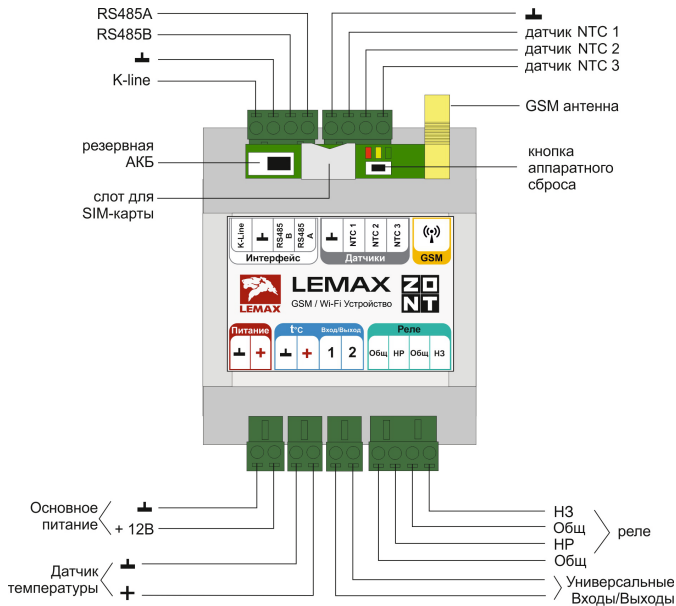 RS485A
RS485B
K-line
датчик NTC 1
датчик NTC 2
датчик NTC 3
GSM антенна
резервная
АКБ
кнопка
аппаратного
сброса
слот для
SIM-карты
K-Line
RS485
B
RS485
A
NTC 1
NTC 2
NTC 3
Интерфейс
Датчики
GSM
LEMAX
LEMAX
GSM / Wi-Fi Устройство
ZONT
Питание
t°C
Вход/Выход
Реле
+
+
1
2
Общ
НР
Общ
НЗ
Основное
питание
+ 12В
Датчик
температуры
+
НЗ
Общ
НР
Общ
реле
Универсальные
Входы/Выходы